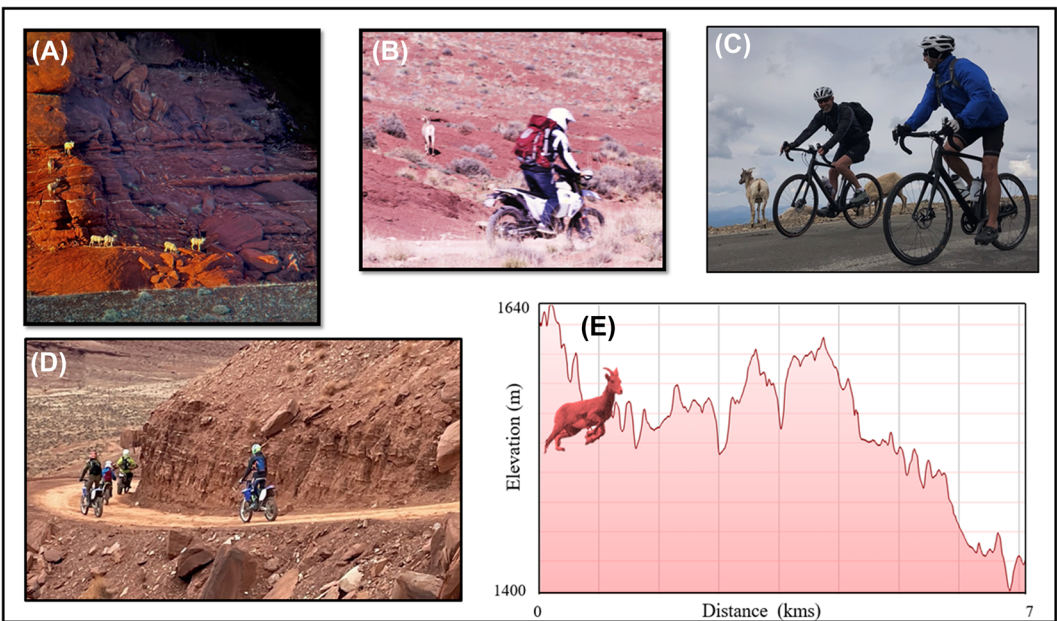 (A)
(B)
(C)
(D)
(E)
1640
Elevation (m)
1400
0
Distance (kms)
7